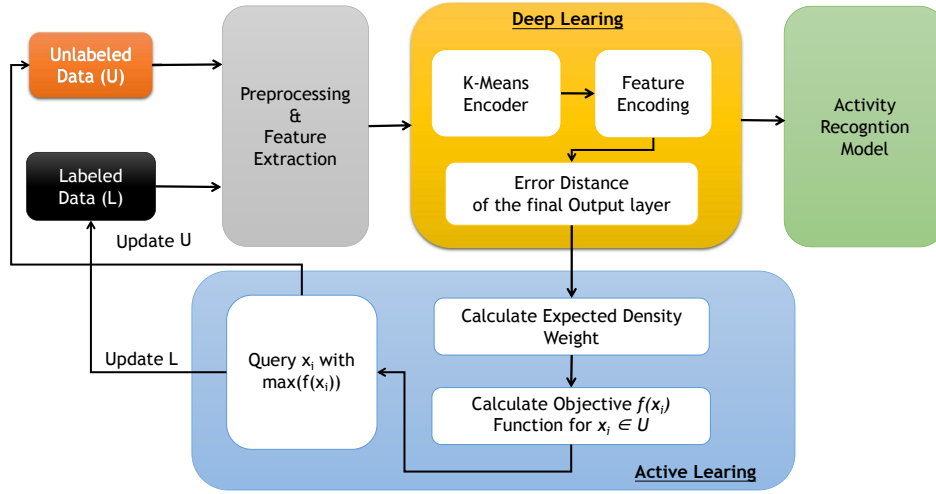 Unlabeled
Data (U)
Labeled
Data (L)
Preprocessing
&
Feature
Extraction
Deep Learing
K-Means
Encoder
Feature
Encoding
Error Distance
of the final Output layer
Activity
Recogntion
Model
Update U
Update L
Query xᵢ with
max(f(xᵢ))
Calculate Expected Density
Weight
Calculate Objective f(xᵢ)
Function for xᵢ ∈ U
Active Learing